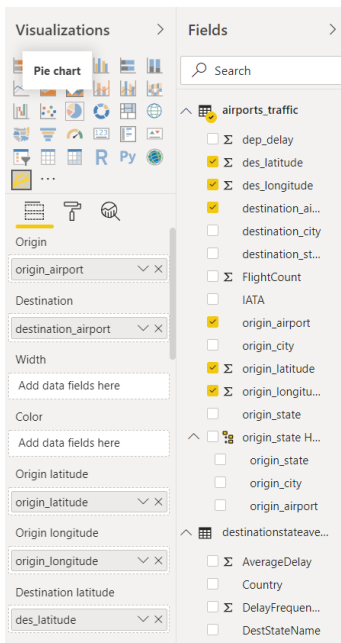 Visualizations
Pie chart
123
R Py
...
Origin
origin_airport
Destination
destination_airport
Width
Add data fields here
Color
Add data fields here
Origin latitude
origin_latitude
Origin longitude
origin_longitude
Destination latitude
des_latitude
Fields
Search
airports_traffic
Σ dep_delay
Σ des_latitude
Σ des_longitude
destination_ai...
destination_city
destination_st...
Σ FlightCount
IATA
origin_airport
origin_city
Σ origin_latitude
Σ origin_longitu...
origin_state
origin_state H...
origin_state
origin_city
origin_airport
destinationstateave...
Σ AverageDelay
Country
Σ DelayFrequen...
DestStateName